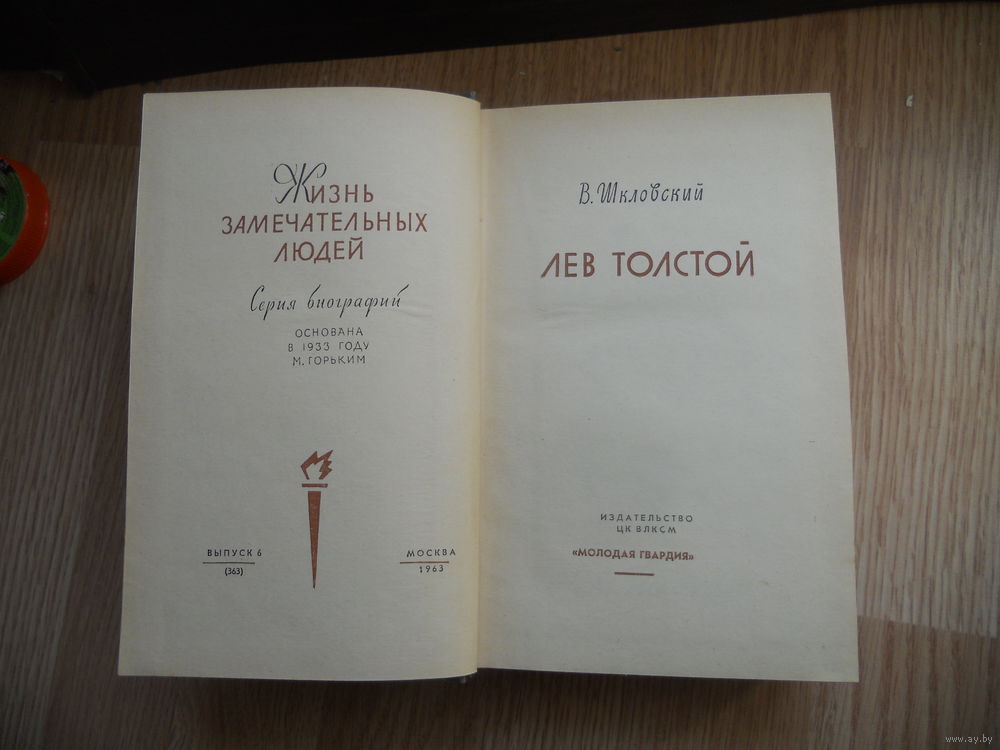 Жизнь
ЗАМЕЧАТЕЛЬНЫХ
ЛЮДЕЙ
Серия биографий
ОСНОВАНА
В 1933 ГОДУ
М. ГОРЬКИМ
ВЫПУСК 6
(363)
МОСКВА
1963
В. Шкловский
ЛЕВ ТОЛСТОЙ
ИЗДАТЕЛЬСТВО
ЦК ВЛКСМ
«МОЛОДАЯ ГВАРДИЯ»
www.ay.by